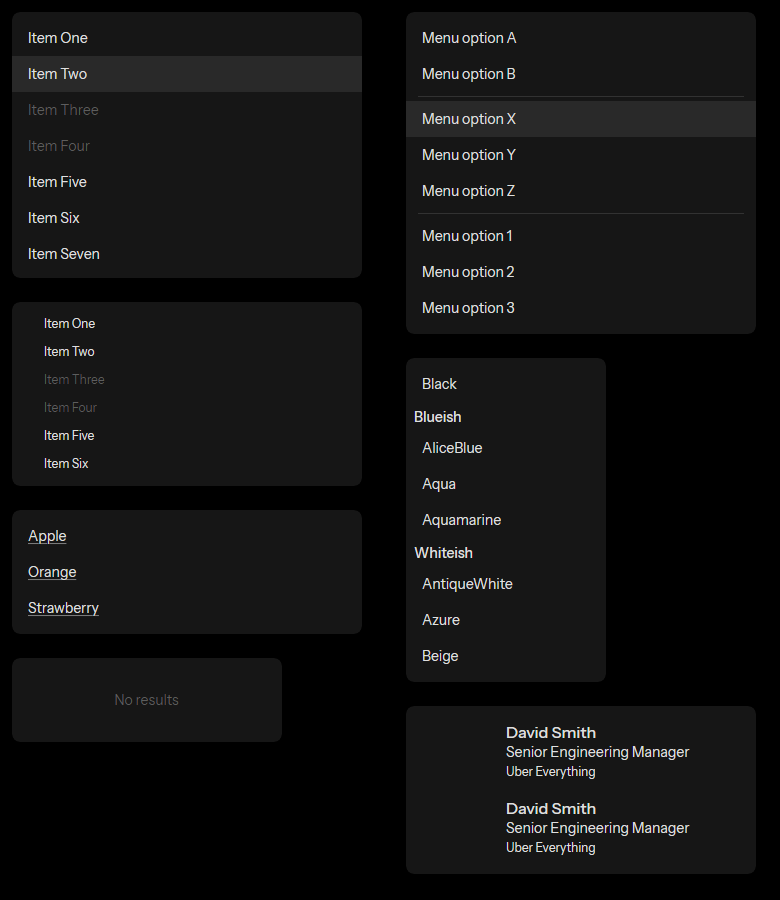 Item One
Item Two
Item Three
Item Four
Item Five
Item Six
Item Seven
Item One
Item Two
Item Three
Item Four
Item Five
Item Six
Apple
Orange
Strawberry
No results
Menu option A
Menu option B
Menu option X
Menu option Y
Menu option Z
Menu option 1
Menu option 2
Menu option 3
Black
Blueish
AliceBlue
Aqua
Aquamarine
Whiteish
AntiqueWhite
Azure
Beige
David Smith
Senior Engineering Manager
Uber Everything
David Smith
Senior Engineering Manager
Uber Everything